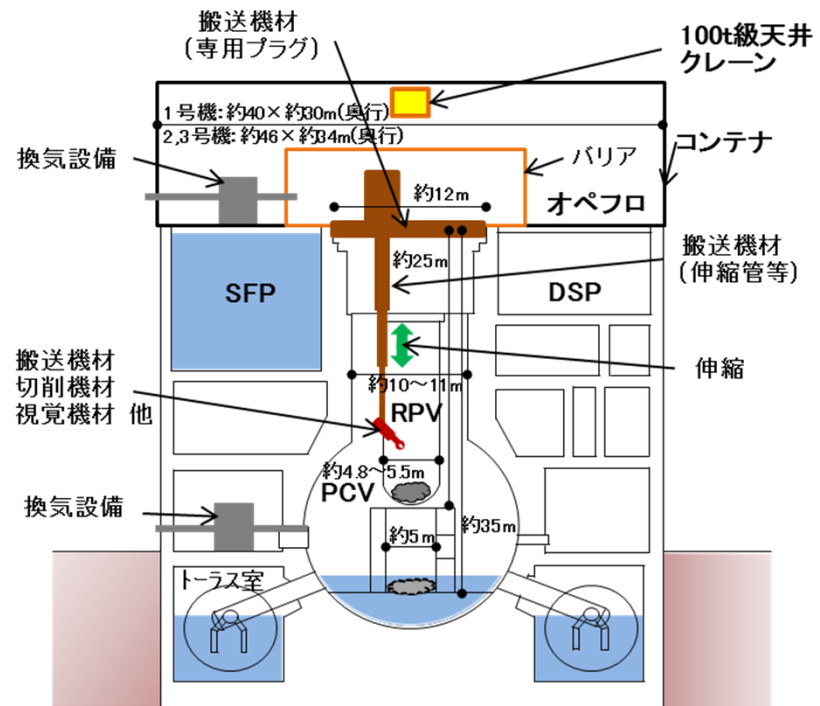 搬送機材
(専用プラグ)
100t級天井
クレーン
1号機:約40×約30m(奥行)
2,3号機:約46×約34m(奥行)
コンテナ
換気設備
バリア
約12m
オペフロ
搬送機材
(伸縮管等)
約25m
SFP
DSP
搬送機材
切削機材
視覚機材 他
伸縮
約10～11m
RPV
約4.8～5.5m
PCV
換気設備
約35m
約5m
トーラス室